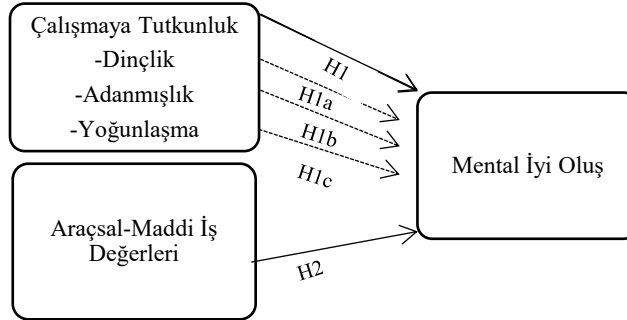 Çalışmaya Tutkunluk
-Dinçlik
-Adanmışlık
-Yoğunlaşma
H1
H1a
H1b
H1c
Mental İyi Oluş
Araçsal-Maddi İş
Değerleri
H2